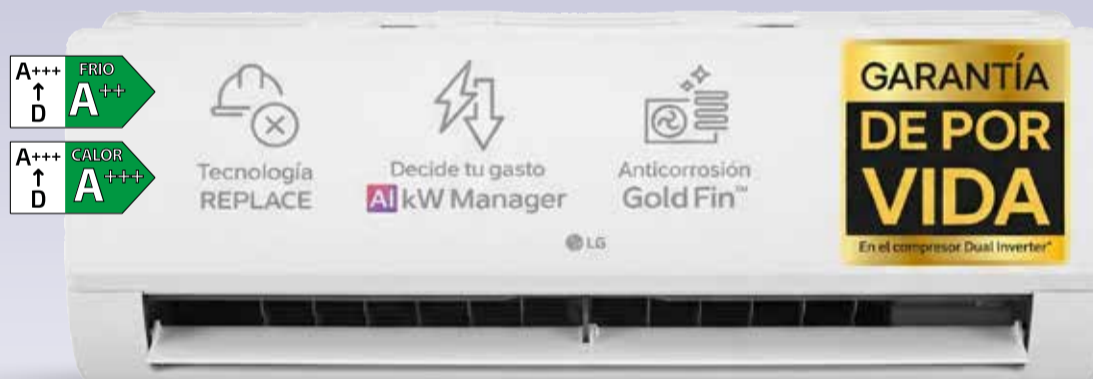 A+++
↑
D
FRIO
A++
A+++
↑
D
CALOR
A+++
Tecnología
REPLACE
Decide tu gasto
AI kW Manager
Anticorrosión
Gold Fin™
LG
GARANTÍA
DE POR
VIDA
En el compresor Dual Inverter*